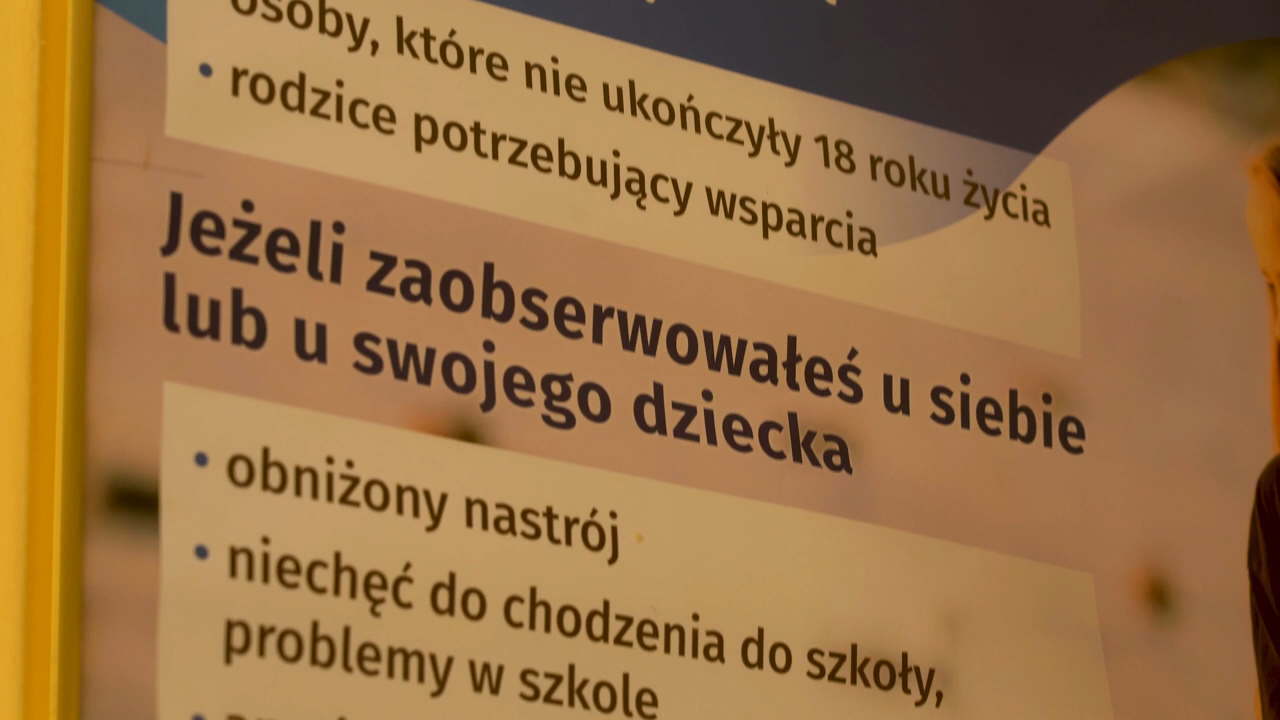 osoby, które nie ukończyły 18 roku życia
• rodzice potrzebujący wsparcia
Jeżeli zaobserwowałeś u siebie
lub u swojego dziecka
• obniżony nastrój
• niechęć do chodzenia do szkoły,
problemy w szkole